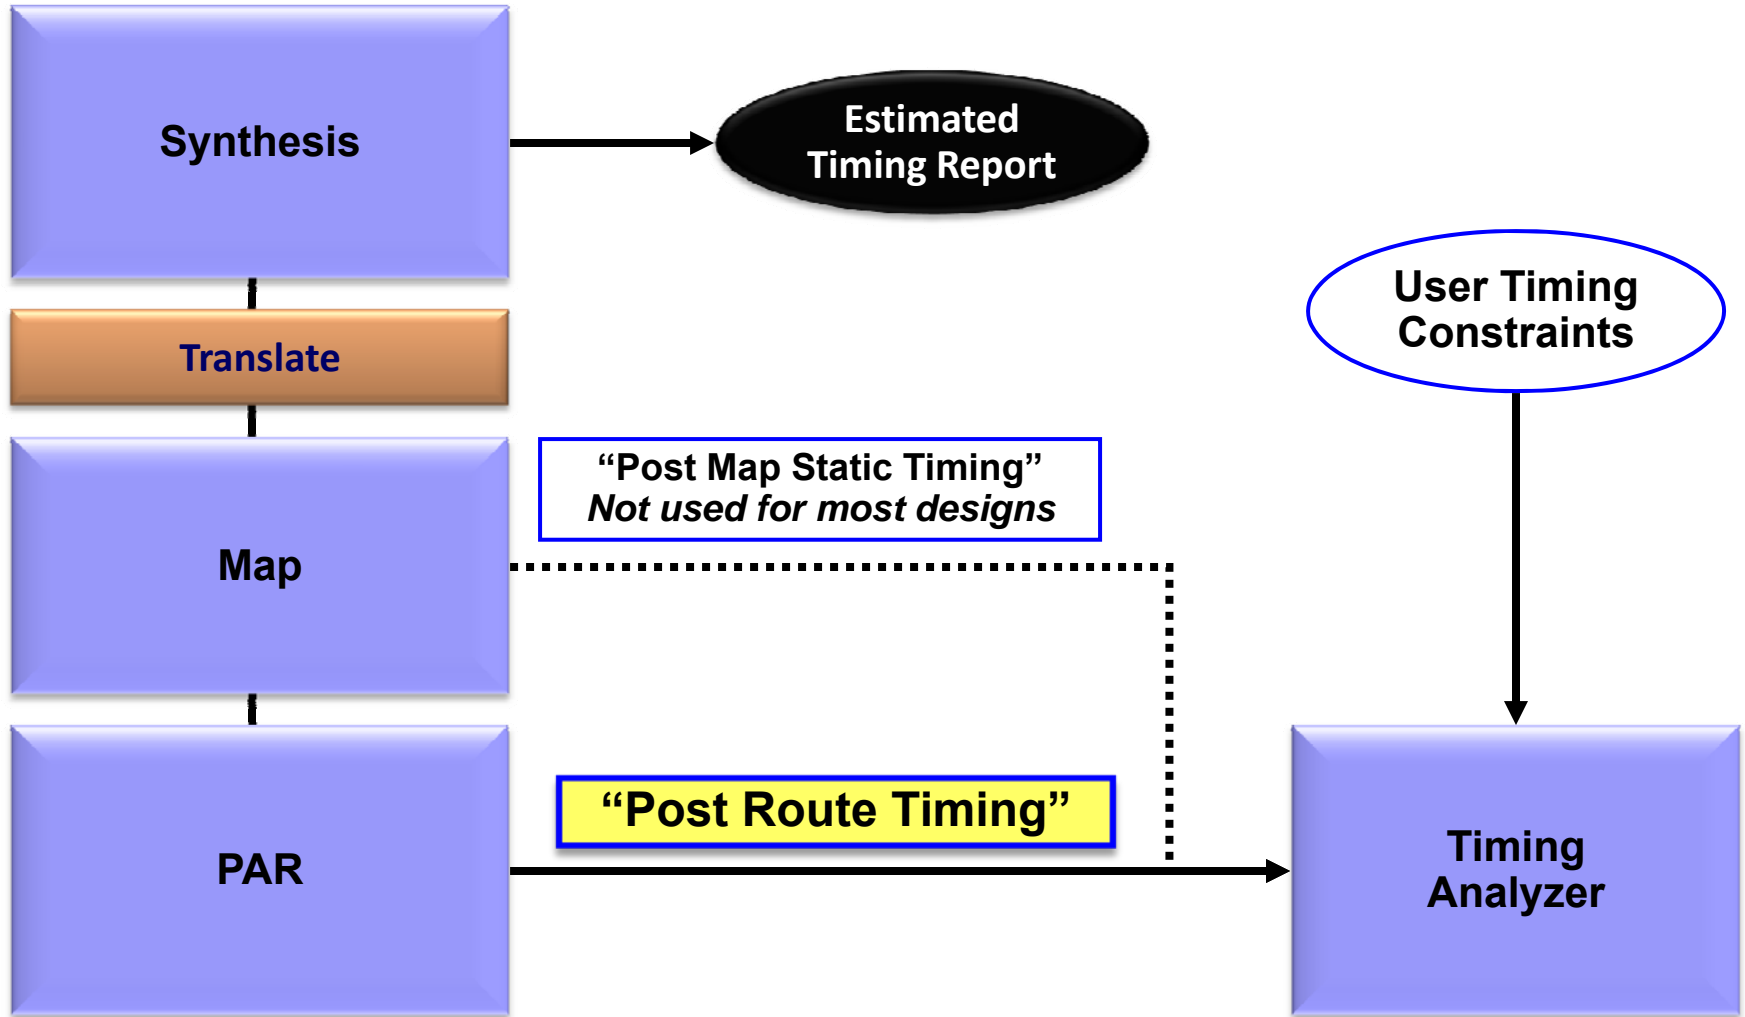 Synthesis
Estimated
Timing Report
User Timing
Constraints
Translate
“Post Map Static Timing”
Not used for most designs
Map
“Post Route Timing”
PAR
Timing
Analyzer